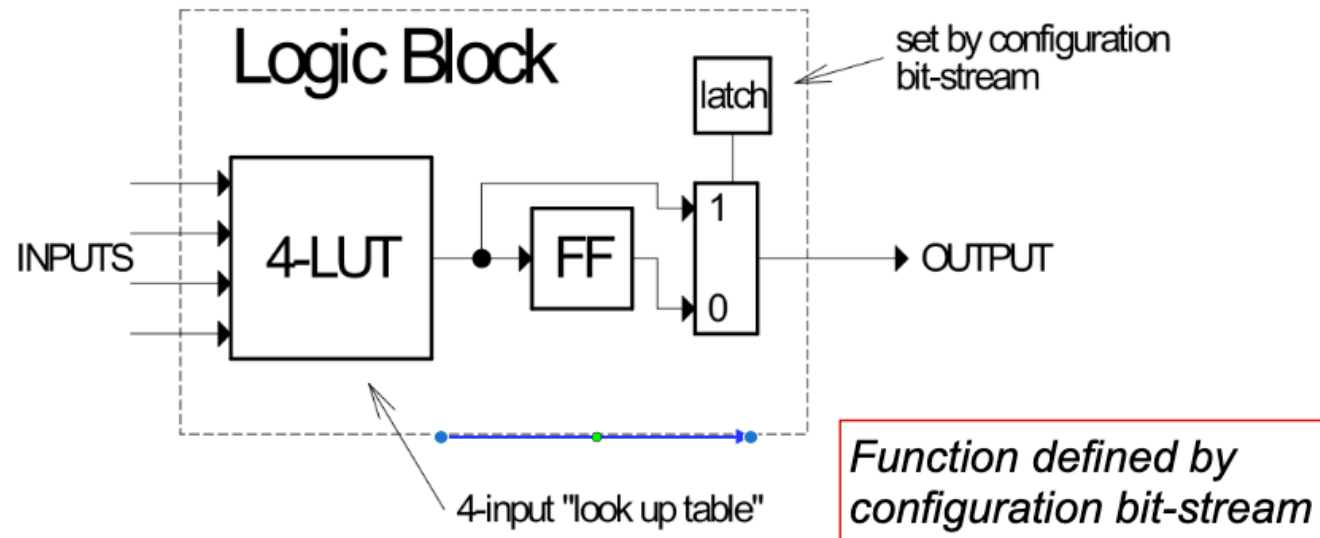 Logic Block
set by configuration
bit-stream
latch
INPUTS
4-LUT
FF
1
0
OUTPUT
4-input "look up table"
Function defined by
configuration bit-stream